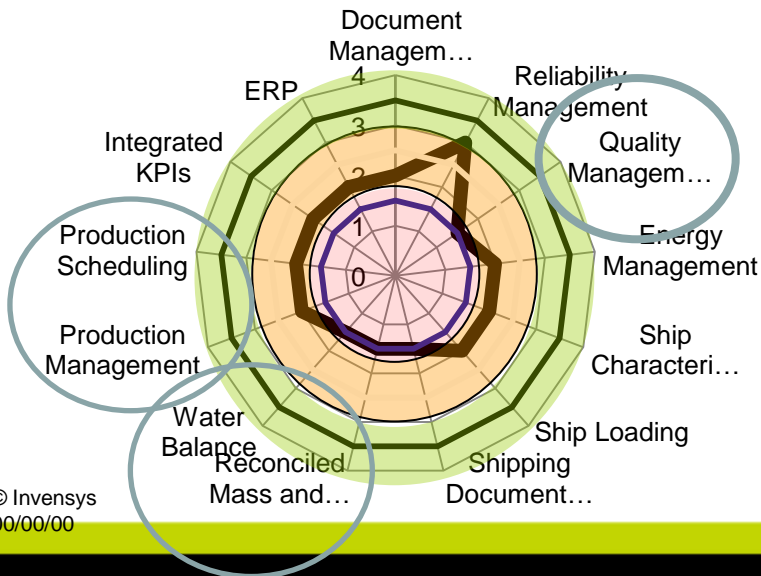 Document
Managem…
4
ERP
Reliability
Management
3
Integrated
KPIs
Quality
Managem…
2
1
Production
Scheduling
Energy
Management
0
Production
Management
Ship
Characteri…
Water
Balance
Ship Loading
Reconciled
Mass and…
Shipping
Document…
© Invensys
00/00/00